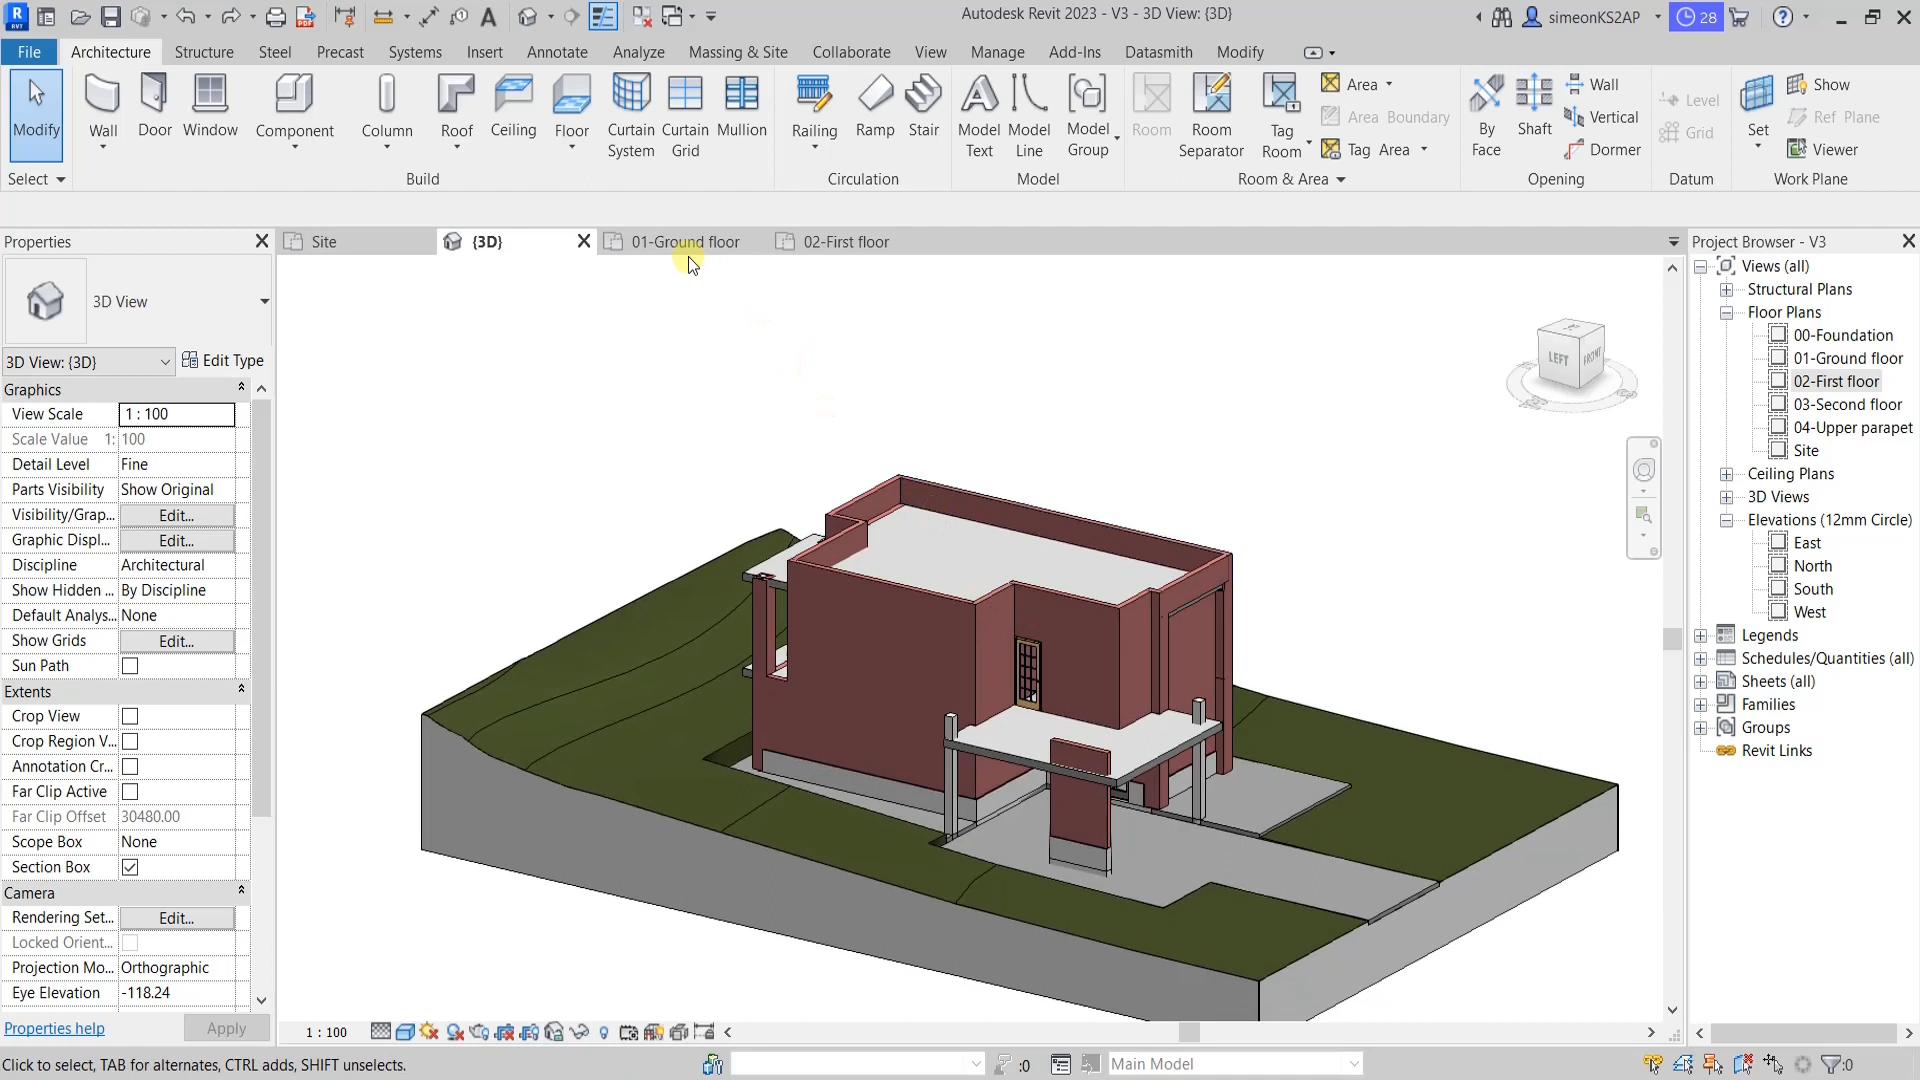 Autodesk Revit 2023 - V3 - 3D View: {3D}
simeonKS2AP
28
File Architecture Structure Steel Precast Systems Insert Annotate Analyze Massing & Site Collaborate View Manage Add-Ins Datasmith Modify
Modify
Wall
Door
Window
Component
Column
Roof
Ceiling
Floor
Curtain System
Curtain Grid
Mullion
Railing
Ramp
Stair
Model Text
Model Line
Model Group
Room
Room Separator
Tag Room
Area
Area Boundary
Tag Area
By Face
Shaft
Wall
Vertical
Dormer
Level
Grid
Set
Show
Ref Plane
Viewer
Select
Build
Circulation
Model
Room & Area
Opening
Datum
Work Plane
Properties
Site
{3D}
01-Ground floor
02-First floor
Project Browser - V3
3D View
3D View: {3D}
Edit Type
Graphics
View Scale 1 : 100
Scale Value 1: 100
Detail Level Fine
Parts Visibility Show Original
Visibility/Grap... Edit...
Graphic Displ... Edit...
Discipline Architectural
Show Hidden ... By Discipline
Default Analys... None
Show Grids Edit...
Sun Path
Extents
Crop View
Crop Region V...
Annotation Cr...
Far Clip Active
Far Clip Offset 30480.00
Scope Box None
Section Box
Camera
Rendering Set... Edit...
Locked Orient...
Projection Mo... Orthographic
Eye Elevation -118.24
Properties help
Apply
LEFT
FRONT
Views (all)
Structural Plans
Floor Plans
00-Foundation
01-Ground floor
02-First floor
03-Second floor
04-Upper parapet
Site
Ceiling Plans
3D Views
Elevations (12mm Circle)
East
North
South
West
Legends
Schedules/Quantities (all)
Sheets (all)
Families
Groups
Revit Links
1 : 100
Click to select, TAB for alternates, CTRL adds, SHIFT unselects.
:0
Main Model
:0